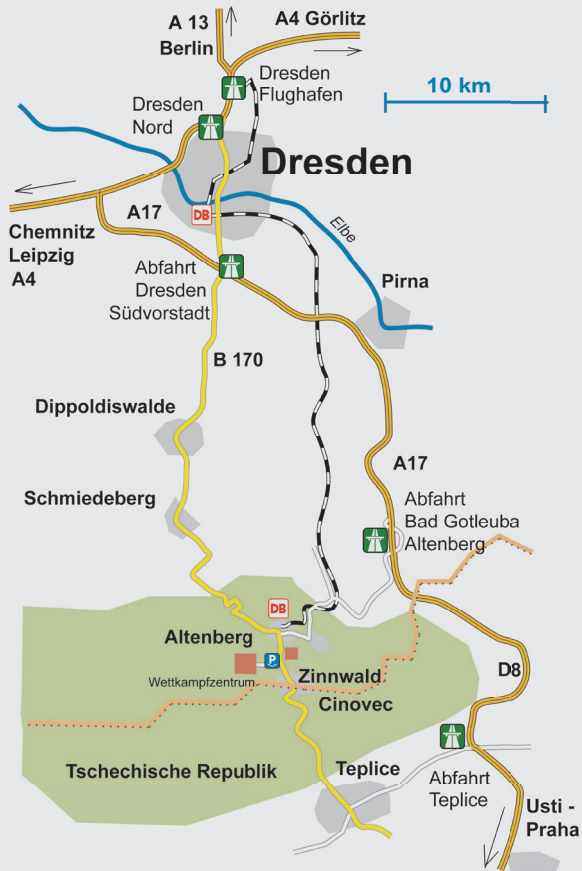 A 13
Berlin
A4 Görlitz
Dresden
Flughafen
10 km
Dresden
Nord
Dresden
DB
A17
Elbe
Chemnitz
Leipzig
A4
Abfahrt
Dresden
Südvorstadt
Pirna
B 170
Dippoldiswalde
A17
Schmiedeberg
Abfahrt
Bad Gotleuba
Altenberg
DB
Altenberg
P
Zinnwald
Wettkampfzentrum
Cinovec
D8
Tschechische Republik
Teplice
Abfahrt
Teplice
Usti -
Praha